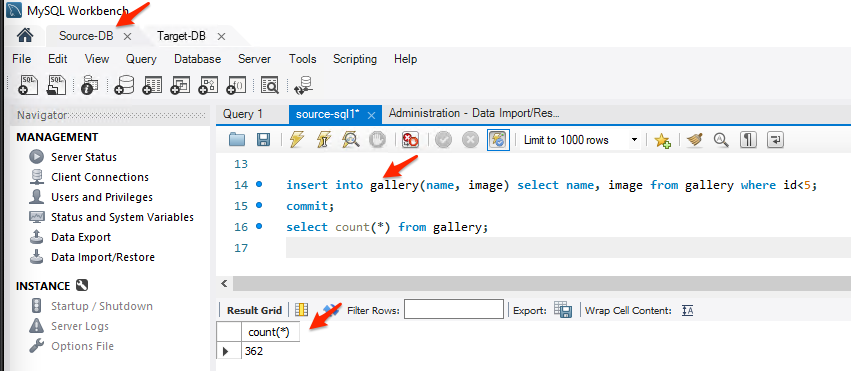 MySQL Workbench
Source-DB Target-DB
File Edit View Query Database Server Tools Scripting Help
SQL SQL
Navigator
Query 1 source-sql1* Administration - Data Import/Res...
MANAGEMENT
Server Status
Client Connections
Users and Privileges
Status and System Variables
Data Export
Data Import/Restore
INSTANCE
Startup / Shutdown
Server Logs
Options File
Limit to 1000 rows
13
14 insert into gallery(name, image) select name, image from gallery where id<5;
15 commit;
16 select count(*) from gallery;
17
Result Grid Filter Rows: Export: Wrap Cell Content:
count(*)
362